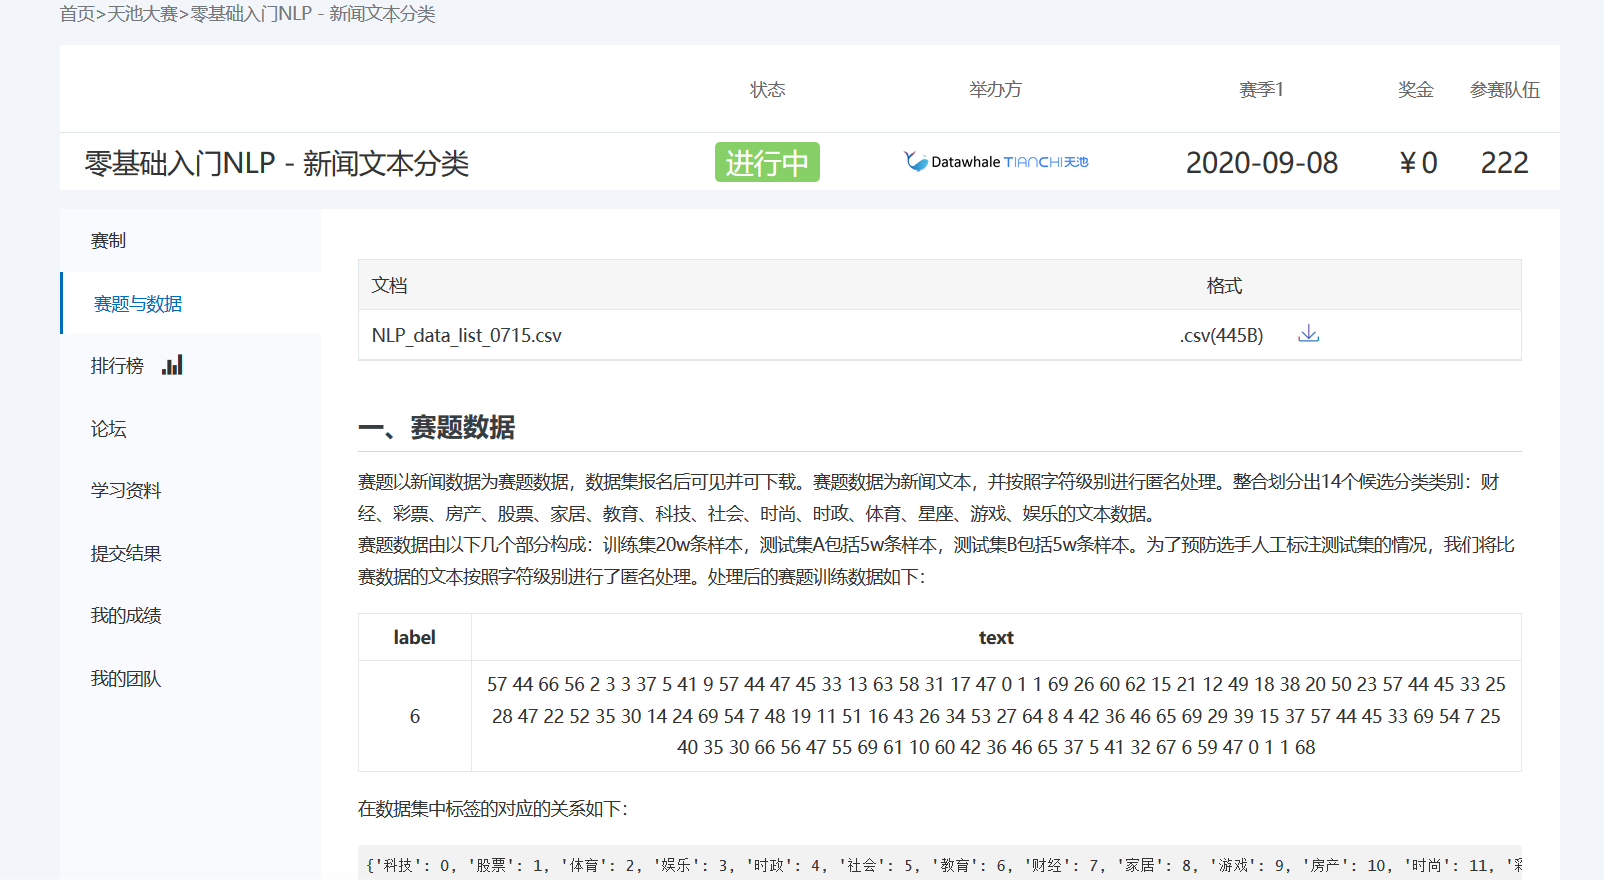 首页>天池大赛>零基础入门NLP - 新闻文本分类
状态 举办方 赛季1 奖金 参赛队伍
零基础入门NLP - 新闻文本分类 进行中 Datawhale TIANCHI天池 2020-09-08 ¥0 222
赛制
赛题与数据
排行榜
论坛
学习资料
提交结果
我的成绩
我的团队
文档 格式
NLP_data_list_0715.csv .csv(445B)
一、赛题数据
赛题以新闻数据为赛题数据，数据集报名后可见并可下载。赛题数据为新闻文本，并按照字符级别进行匿名处理。整合划分出14个候选分类类别：财
经、彩票、房产、股票、家居、教育、科技、社会、时尚、时政、体育、星座、游戏、娱乐的文本数据。
赛题数据由以下几个部分构成：训练集20w条样本，测试集A包括5w条样本，测试集B包括5w条样本。为了预防选手人工标注测试集的情况，我们将比
赛数据的文本按照字符级别进行了匿名处理。处理后的赛题训练数据如下：
label text
57 44 66 56 2 3 3 37 5 41 9 57 44 47 45 33 13 63 58 31 17 47 0 1 1 69 26 60 62 15 21 12 49 18 38 20 50 23 57 44 45 33 25
6 28 47 22 52 35 30 14 24 69 54 7 48 19 11 51 16 43 26 34 53 27 64 8 4 42 36 46 65 69 29 39 15 37 57 44 45 33 69 54 7 25
40 35 30 66 56 47 55 69 61 10 60 42 36 46 65 37 5 41 32 67 6 59 47 0 1 1 68
在数据集中标签的对应的关系如下：
{'科技': 0, '股票': 1, '体育': 2, '娱乐': 3, '时政': 4, '社会': 5, '教育': 6, '财经': 7, '家居': 8, '游戏': 9, '房产': 10, '时尚': 11, '